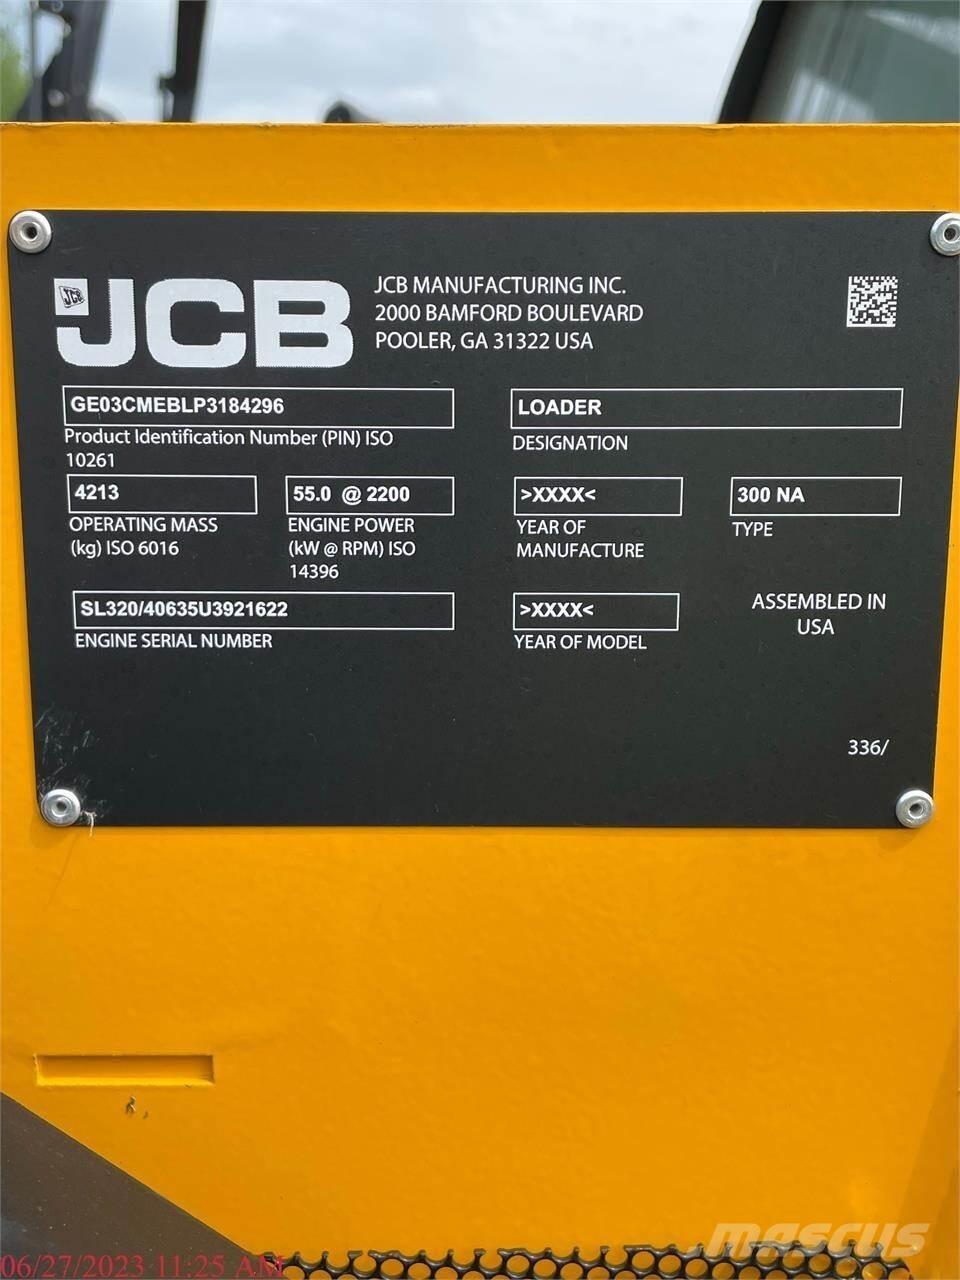 JCB
JCB
JCB MANUFACTURING INC.
2000 BAMFORD BOULEVARD
POOLER, GA 31322 USA
GE03CMEBLP3184296
Product Identification Number (PIN) ISO
10261
LOADER
DESIGNATION
4213
OPERATING MASS
(kg) ISO 6016
55.0 @ 2200
ENGINE POWER
(kW @ RPM) ISO
14396
>XXXX<
YEAR OF
MANUFACTURE
300 NA
TYPE
SL320/40635U3921622
ENGINE SERIAL NUMBER
>XXXX<
YEAR OF MODEL
ASSEMBLED IN
USA
336/
06/27/2023 11:25 AM
MASCUS